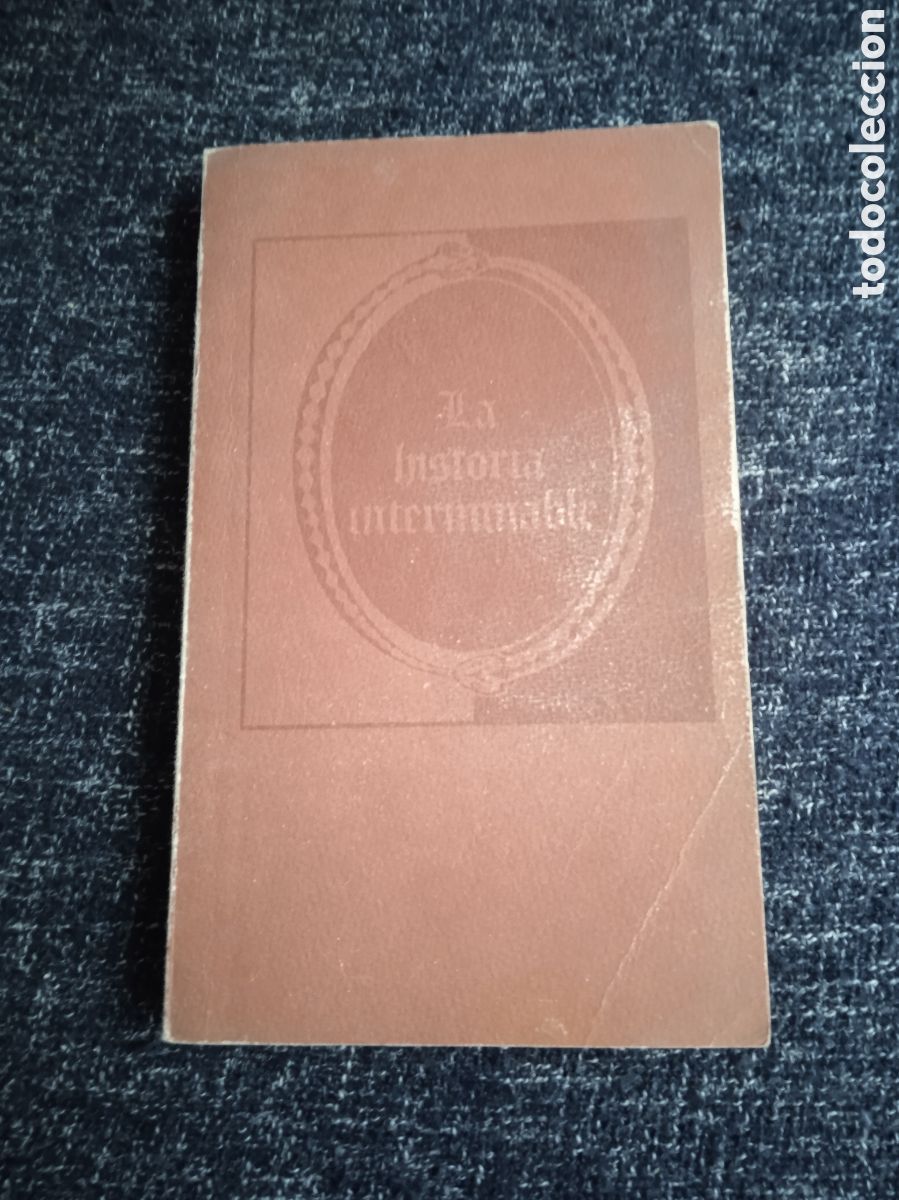 La
historia
interminable
todocoleccion